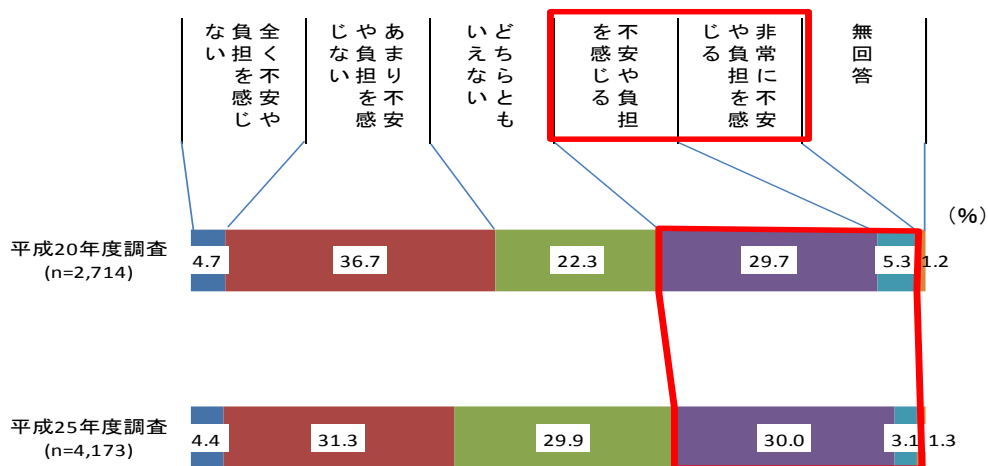 全く不安や
負担を感じ
ない
あまり不安
や負担を感
じない
どちらとも
いえない
不安や負担
を感じる
非常に不安
や負担を感
じる
無回答
（%）
平成20年度調査
(n=2,714)
4.7
36.7
22.3
29.7
5.3
1.2
平成25年度調査
(n=4,173)
4.4
31.3
29.9
30.0
3.1
1.3